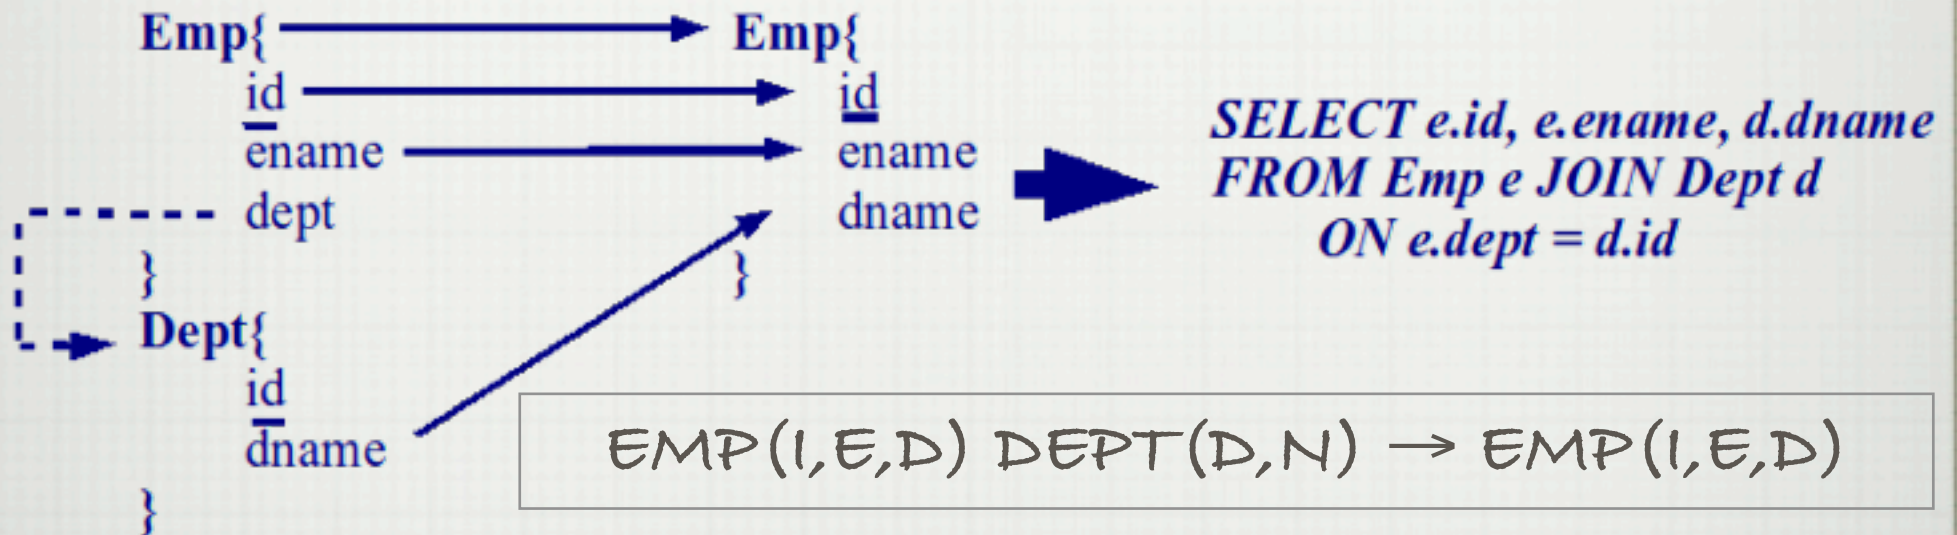 Emp{
id
ename
dept
}
Dept{
id
dname
}
Emp{
id
ename
dname
}
SELECT e.id, e.ename, d.dname
FROM Emp e JOIN Dept d
ON e.dept = d.id
EMP(I,E,D) DEPT(D,N) → EMP(I,E,D)